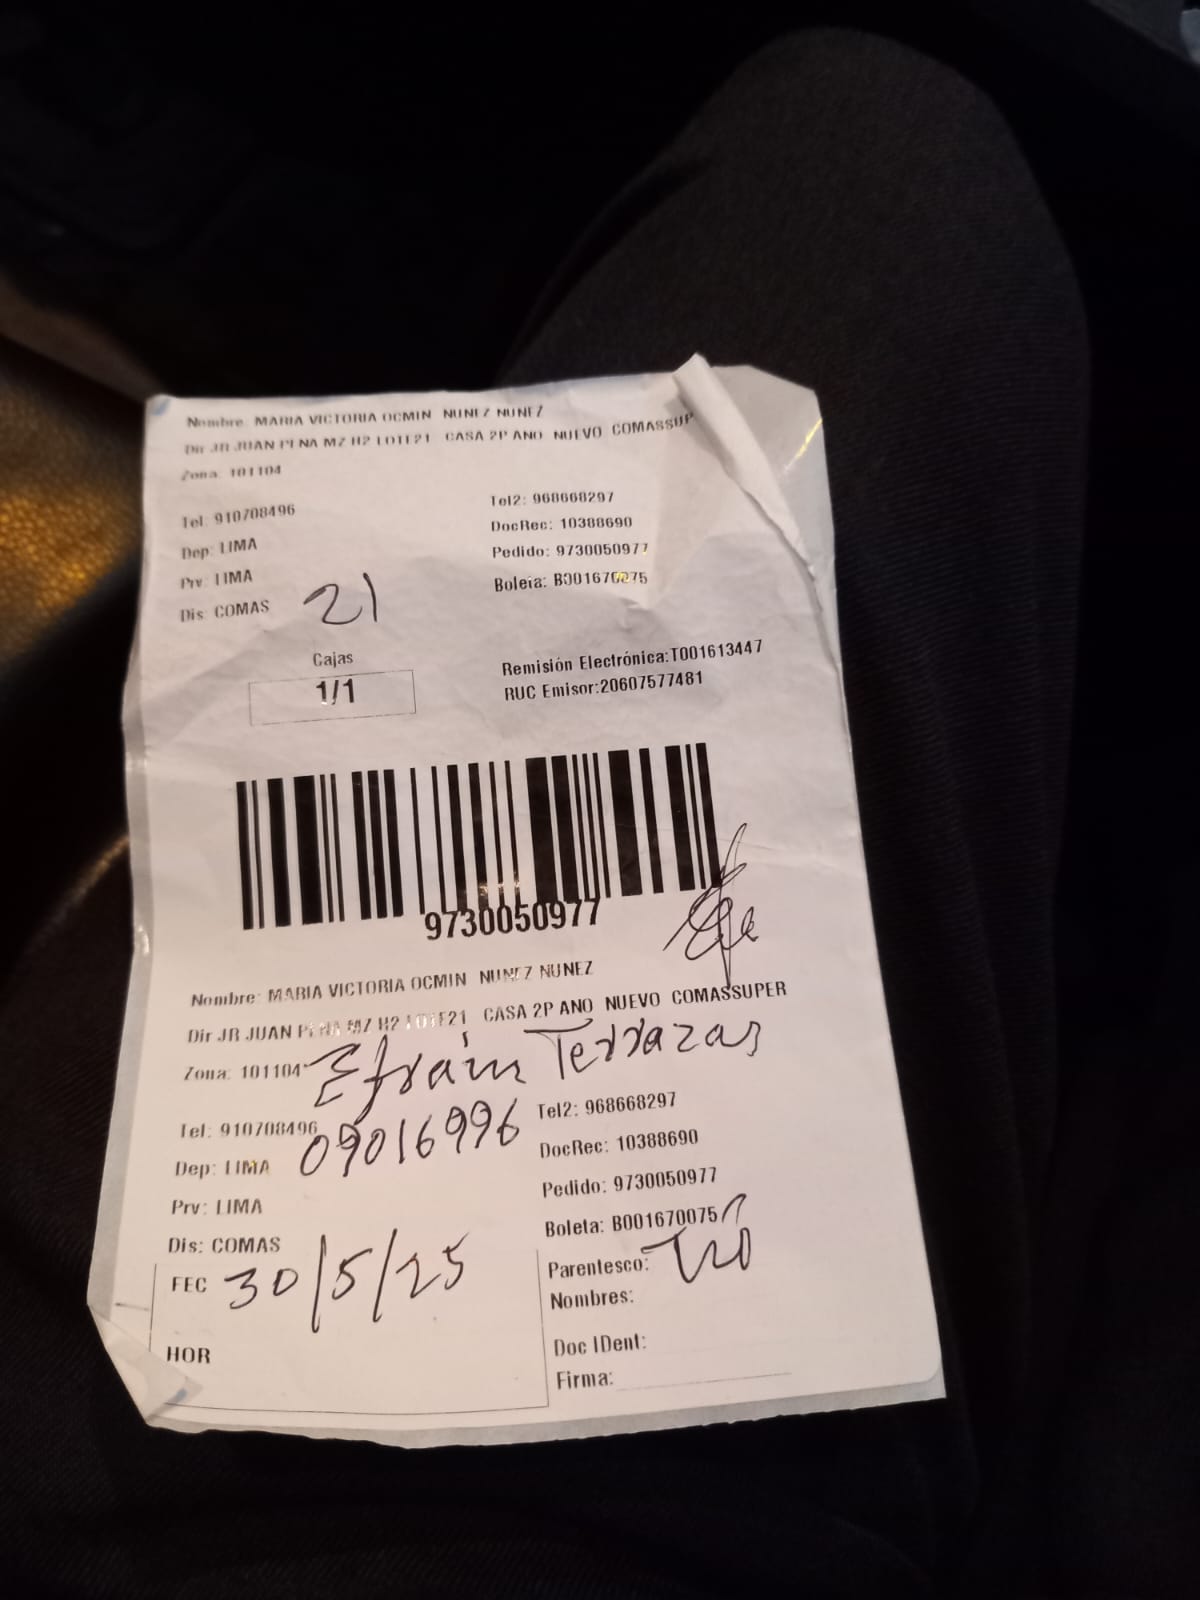 Nombre: MARIA VICTORIA OCMIN NUNEZ NUNEZ
Dir JR JUAN PENA MZ H2 LOTE21 CASA 2P ANO NUEVO COMASSUP
Zona: 101104
Tel: 910708496 Tel2: 968668297
DocRec: 10388690
Dep: LIMA Pedido: 9730050977
Prv: LIMA Boleta: B001670075
Dis: COMAS 21
Cajas Remisión Electrónica:T001613447
1/1 RUC Emisor:20607577481
9730050977
Nombre: MARIA VICTORIA OCMIN NUNEZ NUNEZ
Dir JR JUAN PENA MZ H2 LOTE21 CASA 2P ANO NUEVO COMASSUPER
Zona: 101104 Efraín Terrazas
Tel: 910708496 09016996 Tel2: 968668297
Dep: LIMA DocRec: 10388690
Prv: LIMA Pedido: 9730050977
Dis: COMAS Boleta: B001670075
FEC 30/5/25 Parentesco: Tío
Nombres:
HOR Doc IDent:
Firma: